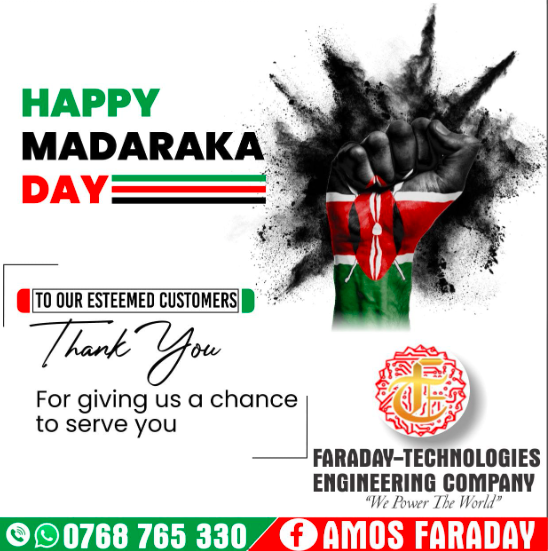 HAPPY
MADARAKA
DAY
TO OUR ESTEEMED CUSTOMERS
Thank You
For giving us a chance
to serve you
FARADAY-TECHNOLOGIES
ENGINEERING COMPANY
"We Power The World"
0768 765 330
AMOS FARADAY